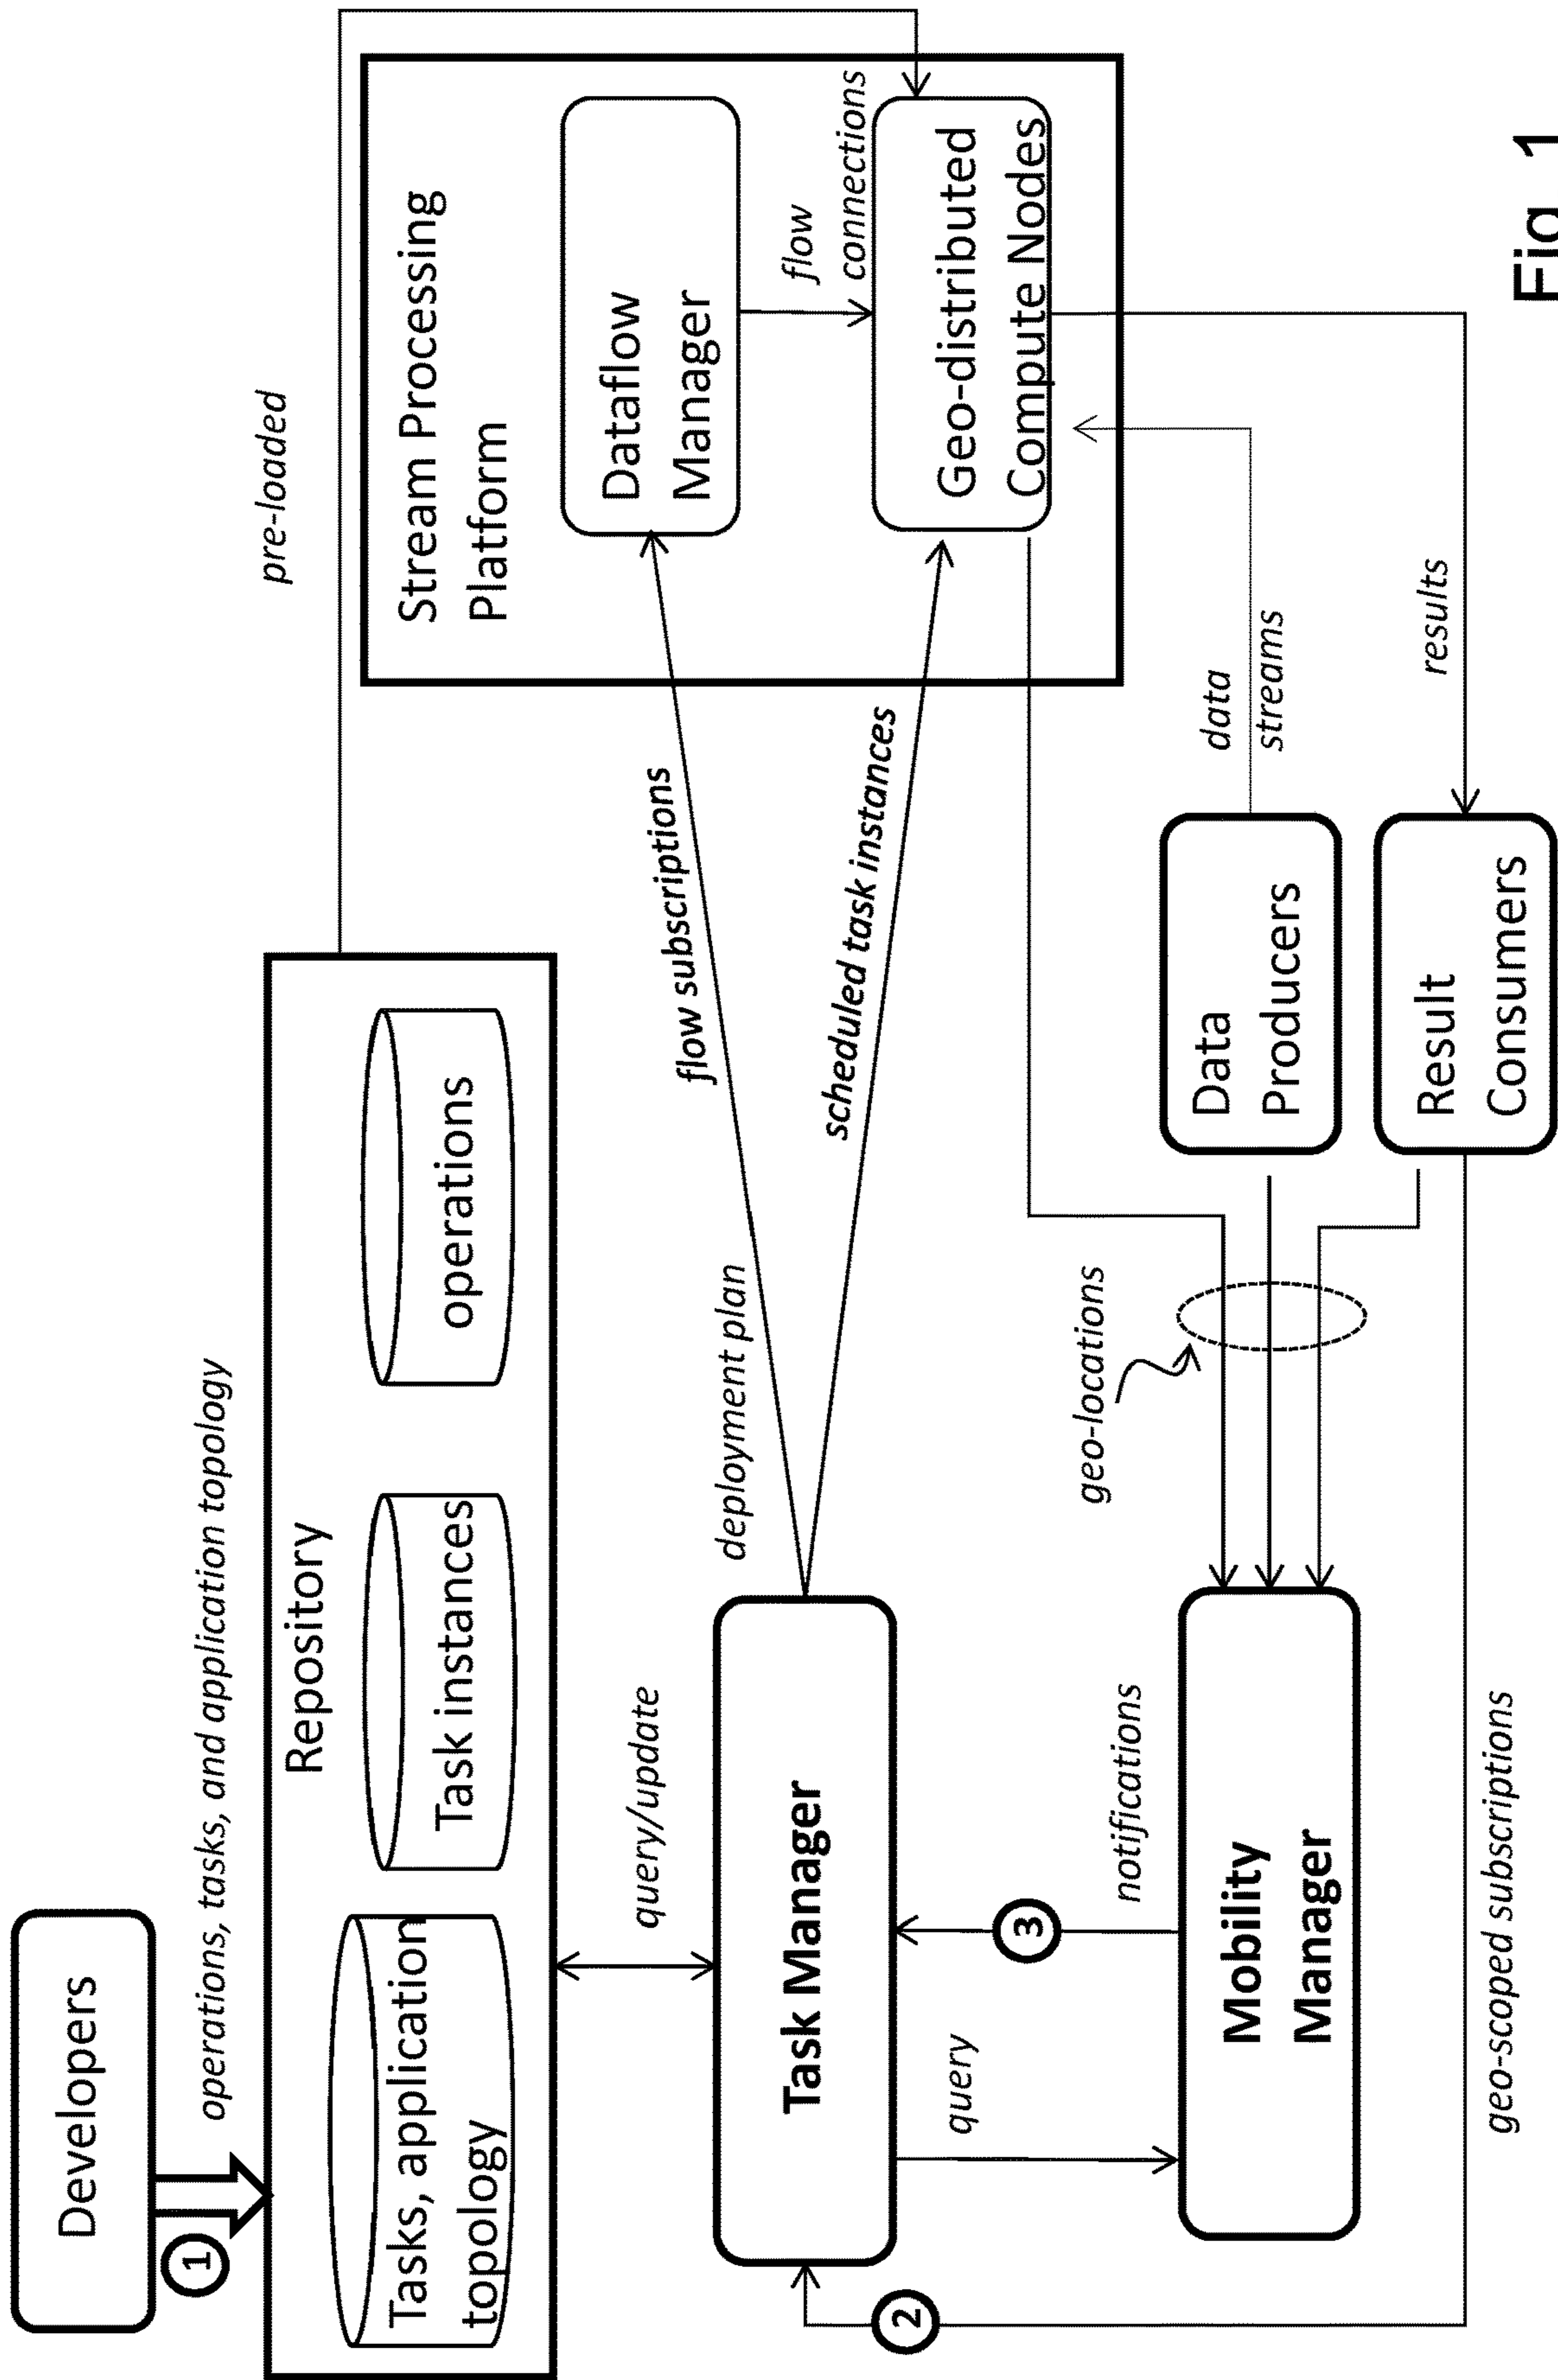 Developers
1
operations, tasks, and application topology
pre-loaded
Repository
Tasks, application
topology
Task instances
operations
Stream Processing
Platform
Dataflow
Manager
flow
connections
Geo-distributed
Compute Nodes
query/update
flow subscriptions
deployment plan
scheduled task instances
Task Manager
query
3
notifications
geo-locations
data
streams
Data
Producers
results
Result
Consumers
Mobility
Manager
2
geo-scoped subscriptions
Fig. 1